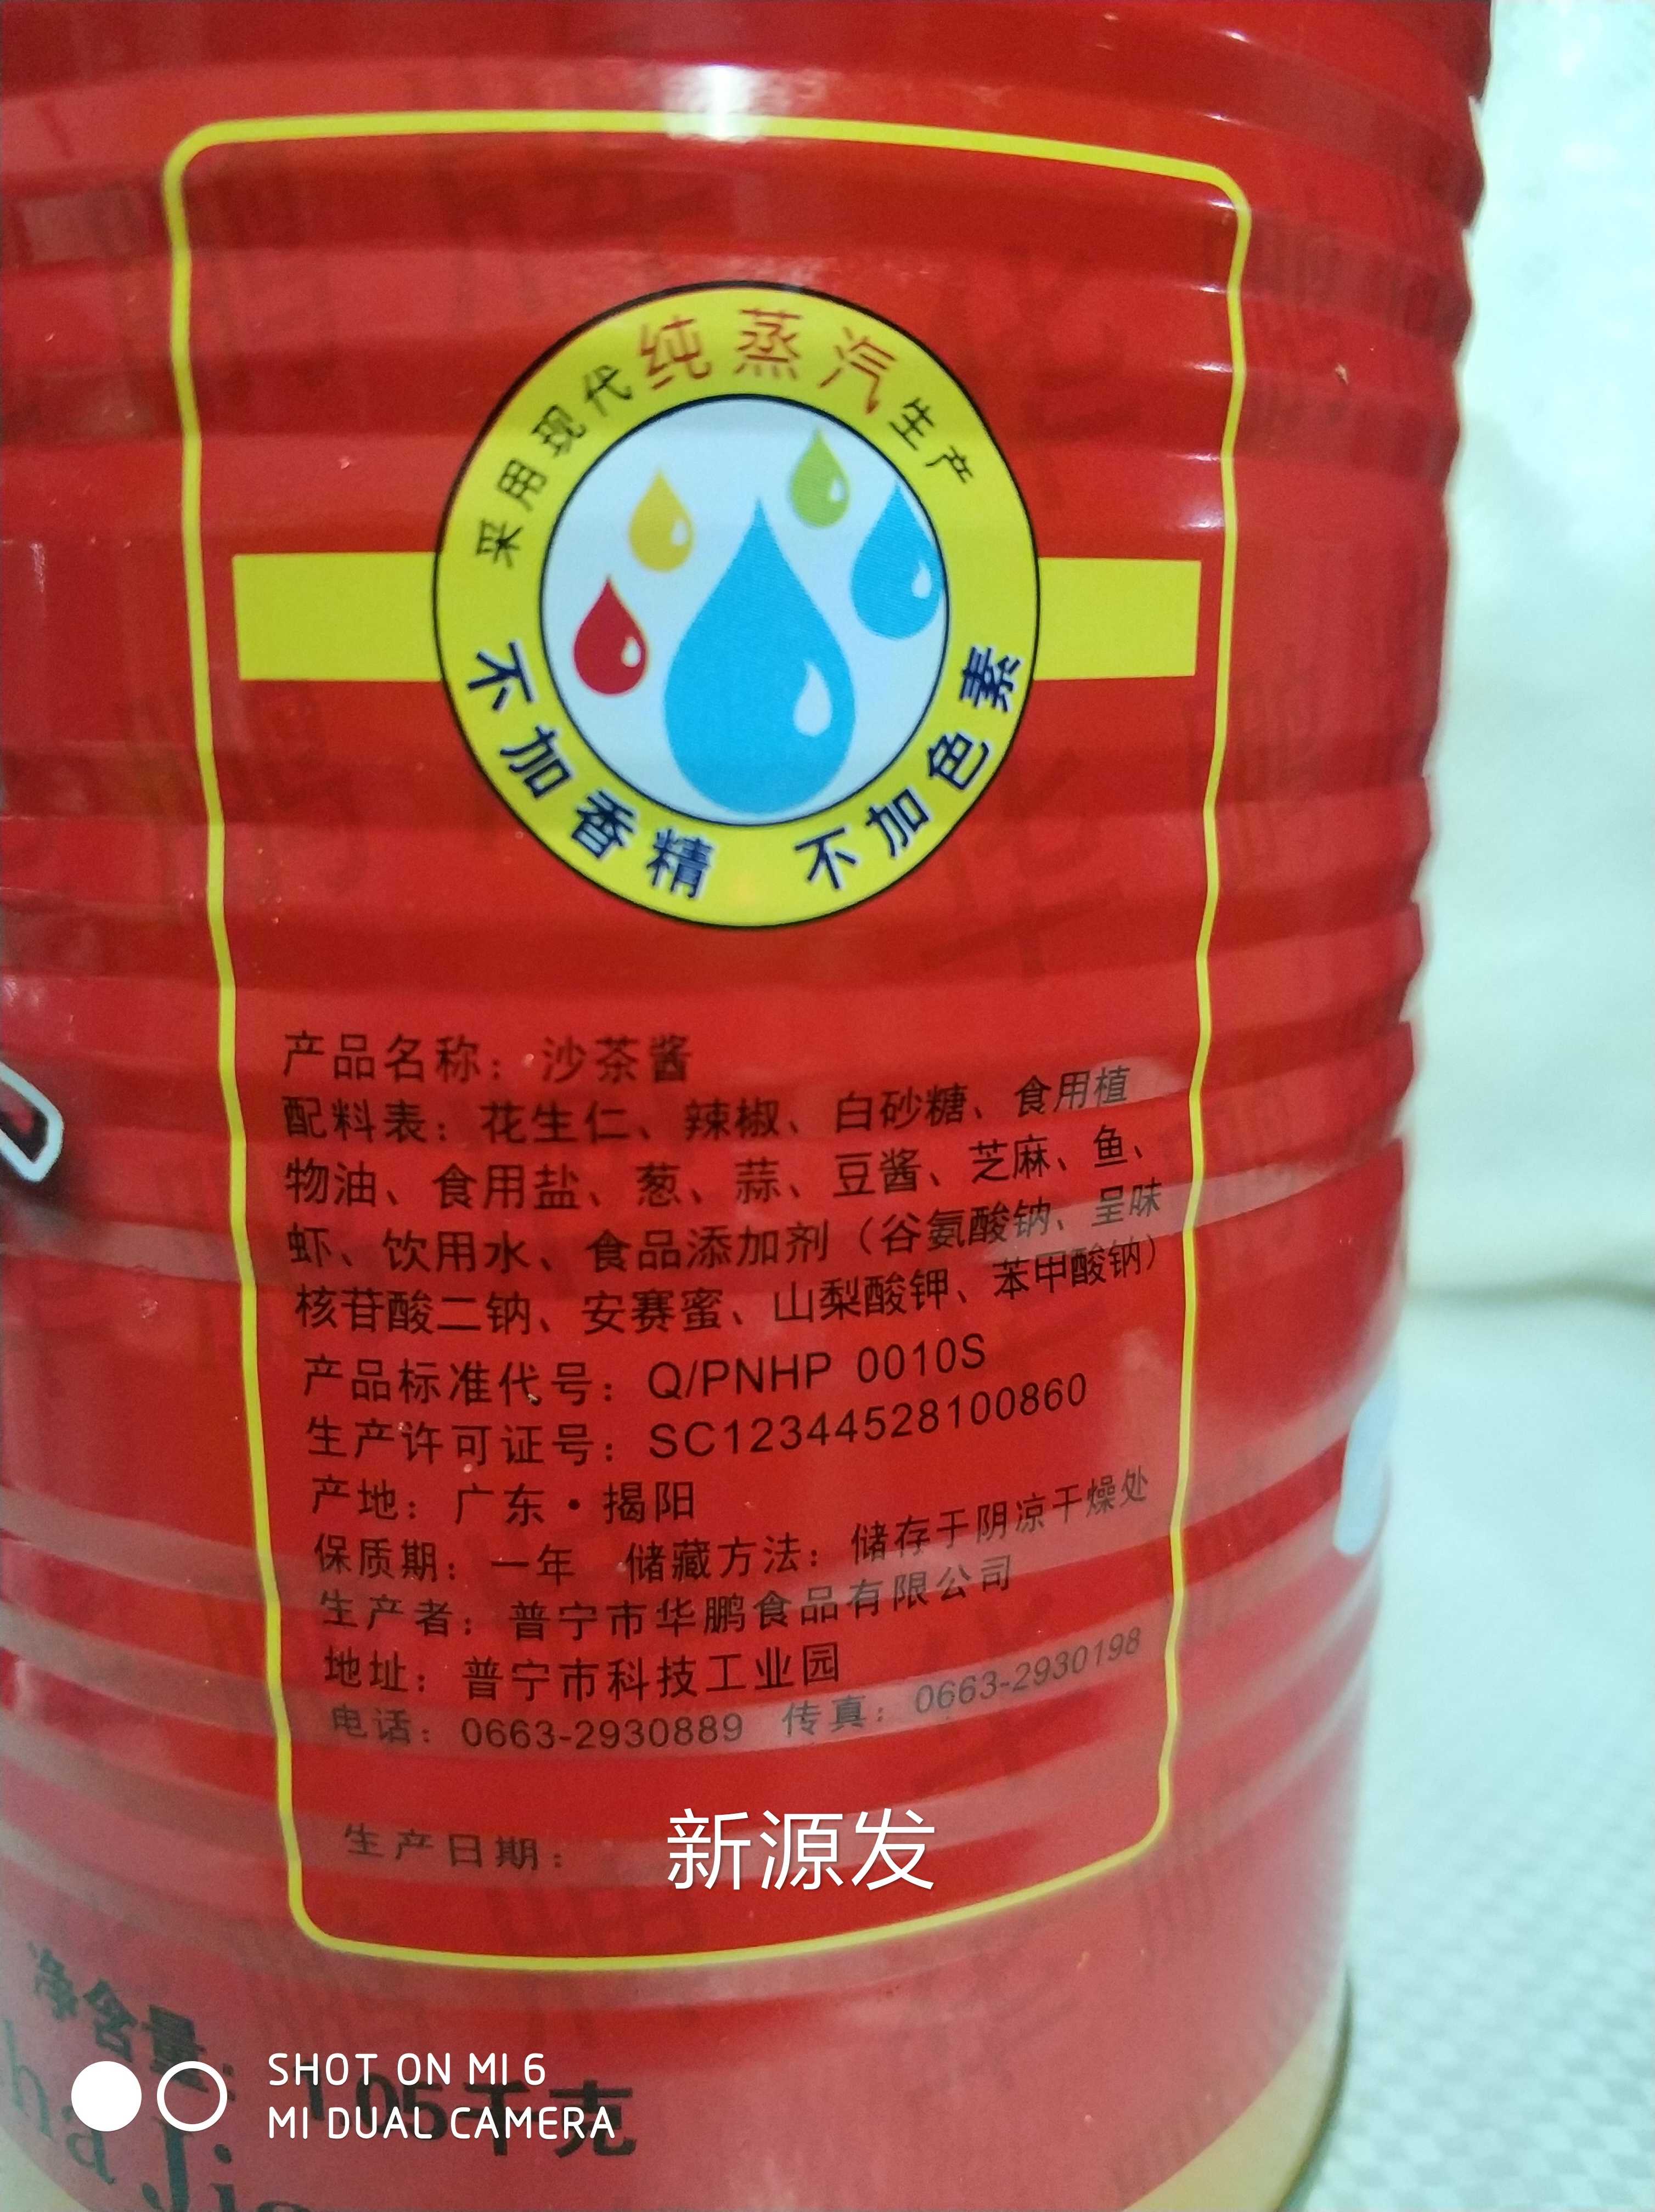 采用现代纯蒸汽生产
不加香精 不加色素
产品名称：沙茶酱
配料表：花生仁、辣椒、白砂糖、食用植
物油、食用盐、葱、蒜、豆酱、芝麻、鱼、
虾、饮用水、食品添加剂（谷氨酸钠、呈味
核苷酸二钠、安赛蜜、山梨酸钾、苯甲酸钠）
产品标准代号：Q/PNHP 0010S
生产许可证号：SC12344528100860
产地：广东·揭阳
保质期：一年 储藏方法：储存于阴凉干燥处
生产者：普宁市华鹏食品有限公司
地址：普宁市科技工业园
电话：0663-2930889 传真：0663-2930198
生产日期：
新源发
净含量：
SHOT ON MI 6
MI DUAL CAMERA
千克
ha Ji